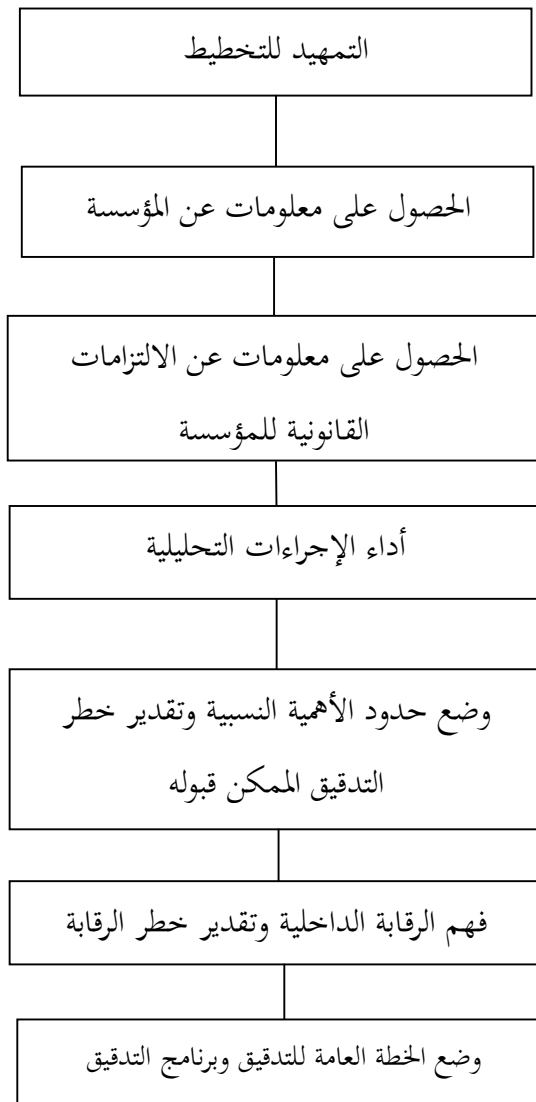 التمهيد للتخطيط
الحصول على معلومات عن المؤسسة
الحصول على معلومات عن الالتزامات
القانونية للمؤسسة
أداء الإجراءات التحليلية
وضع حدود الأهمية النسبية وتقدير خطر
التدقيق الممكن قبوله
فهم الرقابة الداخلية وتقدير خطر الرقابة
وضع الخطة العامة للتدقيق وبرنامج التدقيق